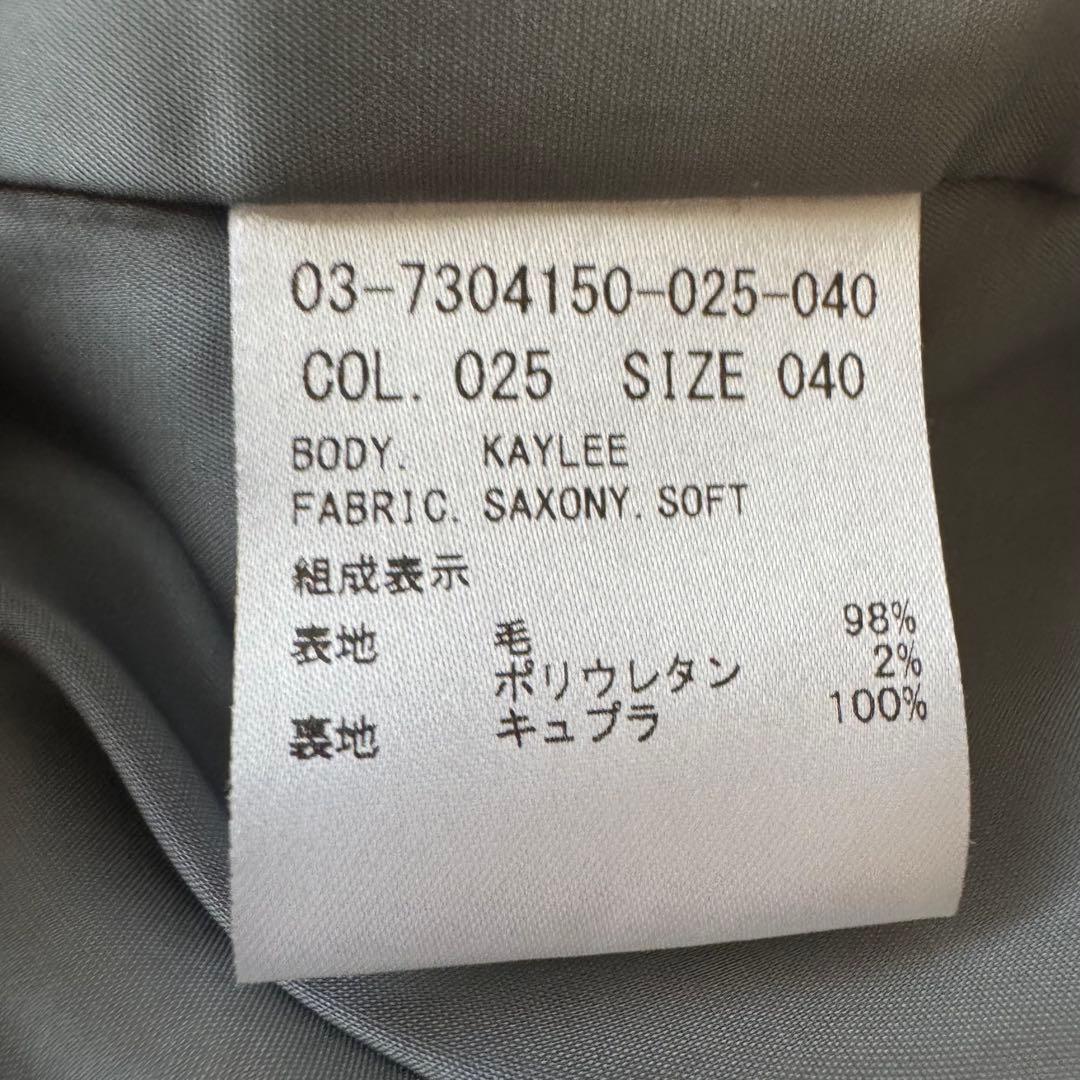 03-7304150-025-040
COL. 025 SIZE 040
BODY. KAYLEE
FABRIC. SAXONY. SOFT
組成表示
表地 毛 98%
ポリウレタン 2%
裏地 キュプラ 100%